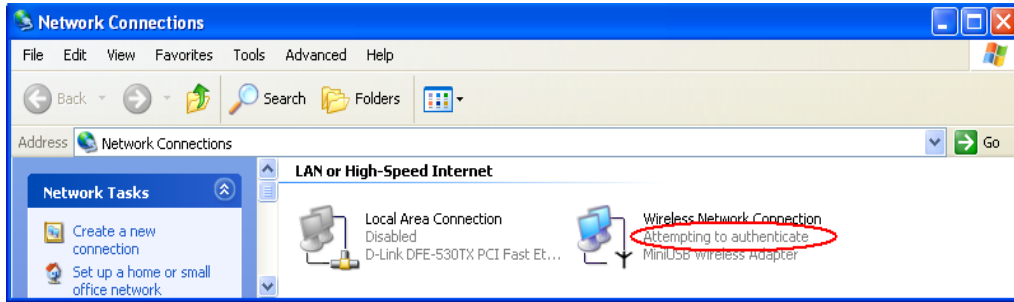 Network Connections
File Edit View Favorites Tools Advanced Help
Back Search Folders
Address Network Connections Go
Network Tasks
Create a new
connection
Set up a home or small
office network
LAN or High-Speed Internet
Local Area Connection
Disabled
D-Link DFE-530TX PCI Fast Et...
Wireless Network Connection
Attempting to authenticate
MiniUSB Wireless Adapter